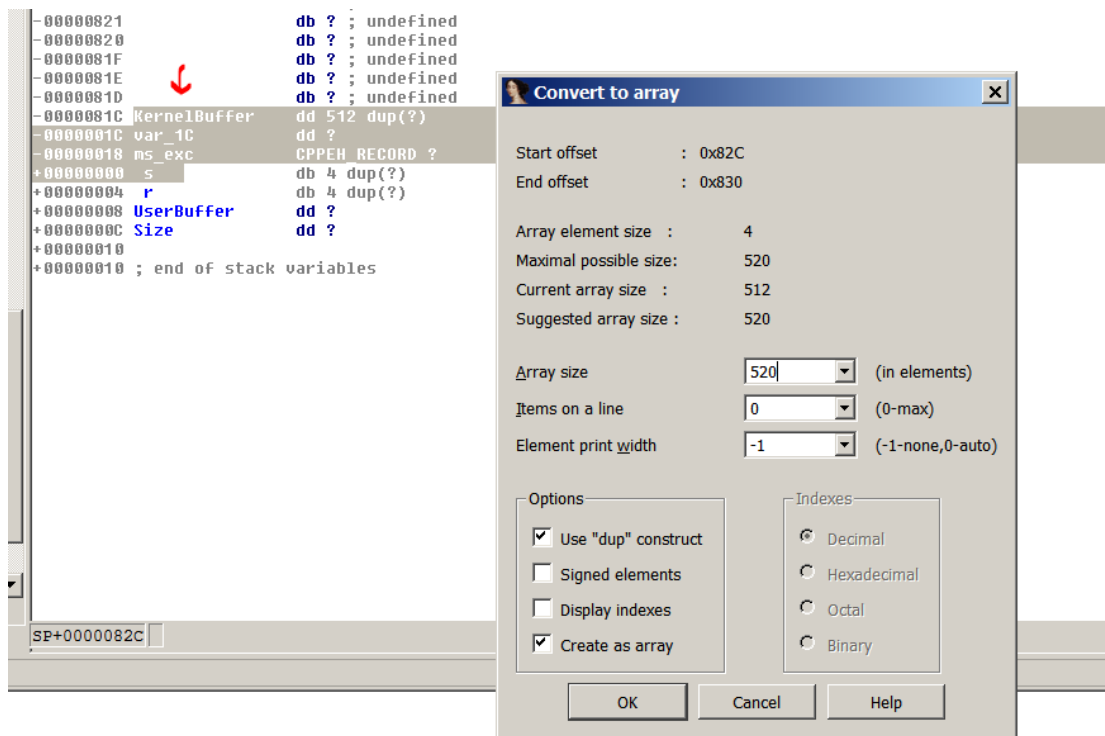 -00000821 db ? ; undefined
-00000820 db ? ; undefined
-0000081F db ? ; undefined
-0000081E db ? ; undefined
-0000081D db ? ; undefined
-0000081C KernelBuffer dd 512 dup(?)
-0000001C var_1C dd ?
-00000018 ms_exc CPPEH_RECORD ?
+00000000 s db 4 dup(?)
+00000004 r db 4 dup(?)
+00000008 UserBuffer dd ?
+0000000C Size dd ?
+00000010
+00000010 ; end of stack variables
SP+0000082C
Convert to array
Start offset : 0x82C
End offset : 0x830
Array element size : 4
Maximal possible size: 520
Current array size : 512
Suggested array size : 520
Array size 520 (in elements)
Items on a line 0 (0-max)
Element print width -1 (-1-none,0-auto)
Options
Use "dup" construct
Signed elements
Display indexes
Create as array
Indexes
Decimal
Hexadecimal
Octal
Binary
OK Cancel Help